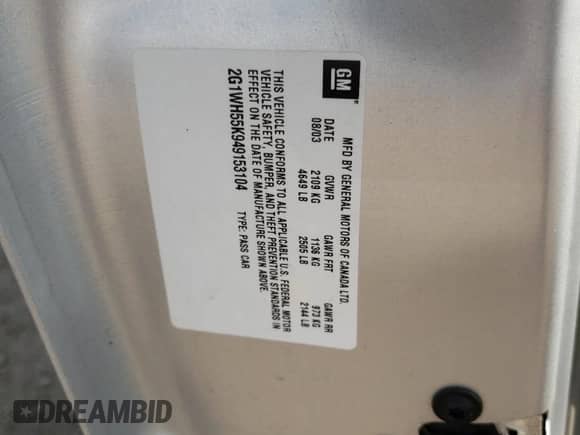 GM
MFD BY GENERAL MOTORS OF CANADA LTD.
DATE GVWR GAWR FRT GAWR RR
08/03 2109 KG 1136 KG 973 KG
4649 LB 2505 LB 2144 LB
THIS VEHICLE CONFORMS TO ALL APPLICABLE U.S. FEDERAL MOTOR
VEHICLE SAFETY, BUMPER, AND THEFT PREVENTION STANDARDS IN
EFFECT ON THE DATE OF MANUFACTURE SHOWN ABOVE.
2G1WH55K949153104 TYPE: PASS CAR
DREAMBID